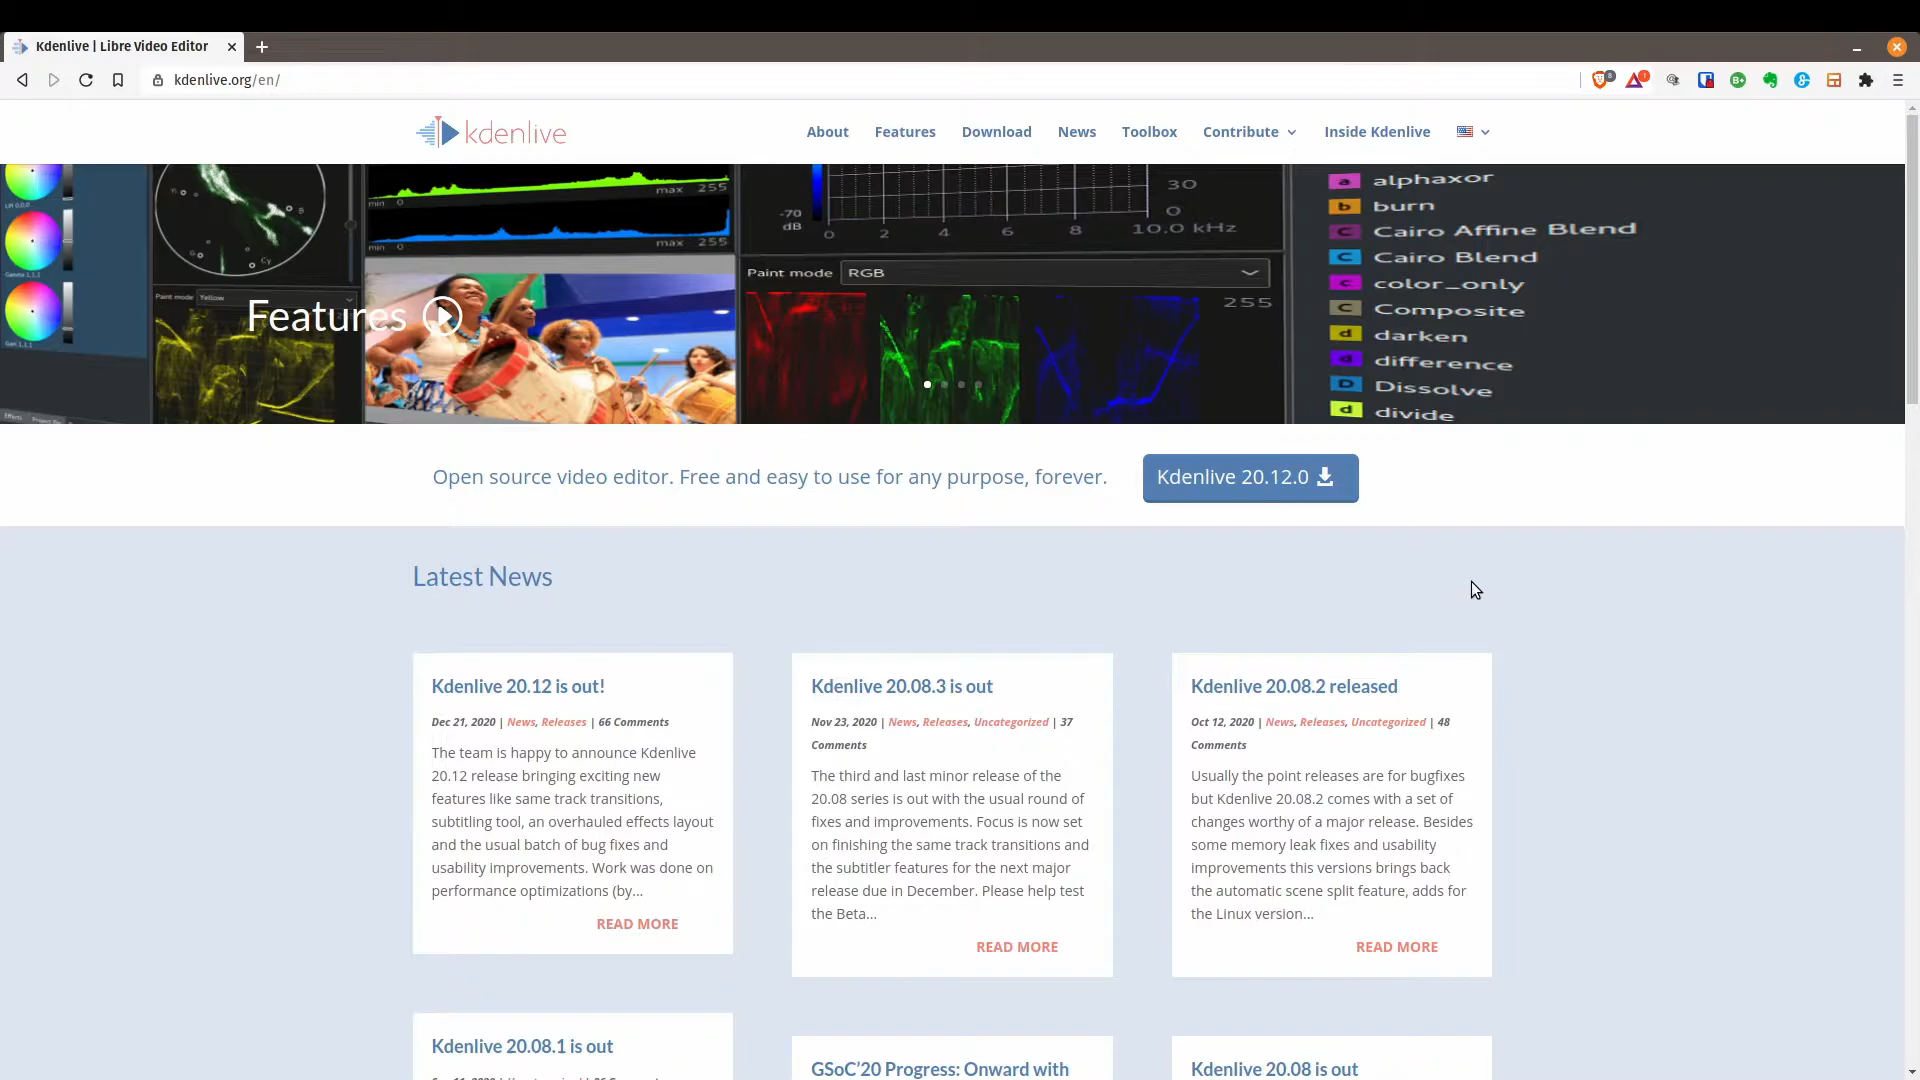 Kdenlive | Libre Video Editor
kdenlive.org/en/
kdenlive
About
Features
Download
News
Toolbox
Contribute
Inside Kdenlive
max 255
min 0
max 255
min 0
-70
dB
30
0
0 2 4 6 8 10.0 kHz
Paint mode RGB
255
Paint mode Yellow
alphaxor
burn
Cairo Affine Blend
Cairo Blend
color_only
Composite
darken
difference
Dissolve
divide
Features
Open source video editor. Free and easy to use for any purpose, forever.
Kdenlive 20.12.0
Latest News
Kdenlive 20.12 is out!
Dec 21, 2020 | News, Releases | 66 Comments
The team is happy to announce Kdenlive
20.12 release bringing exciting new
features like same track transitions,
subtitling tool, an overhauled effects layout
and the usual batch of bug fixes and
usability improvements. Work was done on
performance optimizations (by...
READ MORE
Kdenlive 20.08.3 is out
Nov 23, 2020 | News, Releases, Uncategorized | 37
Comments
The third and last minor release of the
20.08 series is out with the usual round of
fixes and improvements. Focus is now set
on finishing the same track transitions and
the subtitler features for the next major
release due in December. Please help test
the Beta...
READ MORE
Kdenlive 20.08.2 released
Oct 12, 2020 | News, Releases, Uncategorized | 48
Comments
Usually the point releases are for bugfixes
but Kdenlive 20.08.2 comes with a set of
changes worthy of a major release. Besides
some memory leak fixes and usability
improvements this versions brings back
the automatic scene split feature, adds for
the Linux version...
READ MORE
Kdenlive 20.08.1 is out
GSoC'20 Progress: Onward with
Kdenlive 20.08 is out